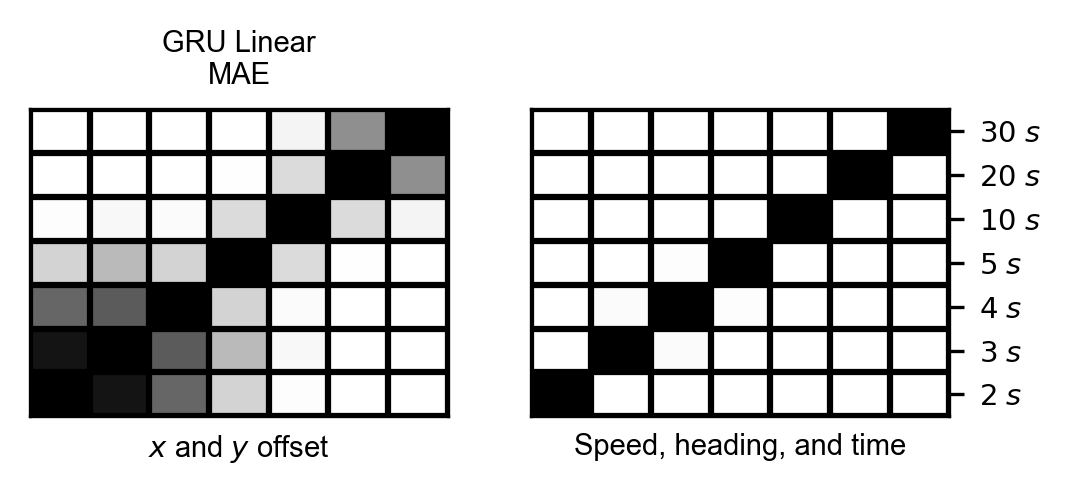 GRU Linear
MAE
30 s
20 s
10 s
5 s
4 s
3 s
2 s
x and y offset
Speed, heading, and time